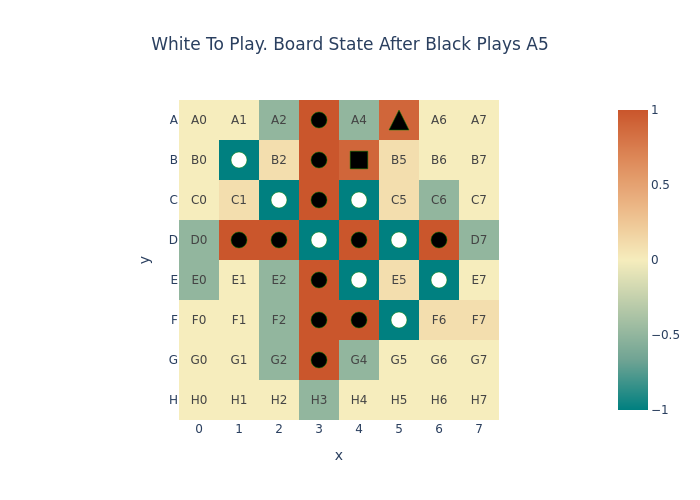 White To Play. Board State After Black Plays A5
A A0 A1 A2 A4 A6 A7
B B0 B2 B5 B6 B7
C C0 C1 C5 C6 C7
D D0 D7
E E0 E1 E2 E5 E7
F F0 F1 F2 F6 F7
G G0 G1 G2 G4 G5 G6 G7
H H0 H1 H2 H3 H4 H5 H6 H7
0 1 2 3 4 5 6 7
x
y
1
0.5
0
−0.5
−1